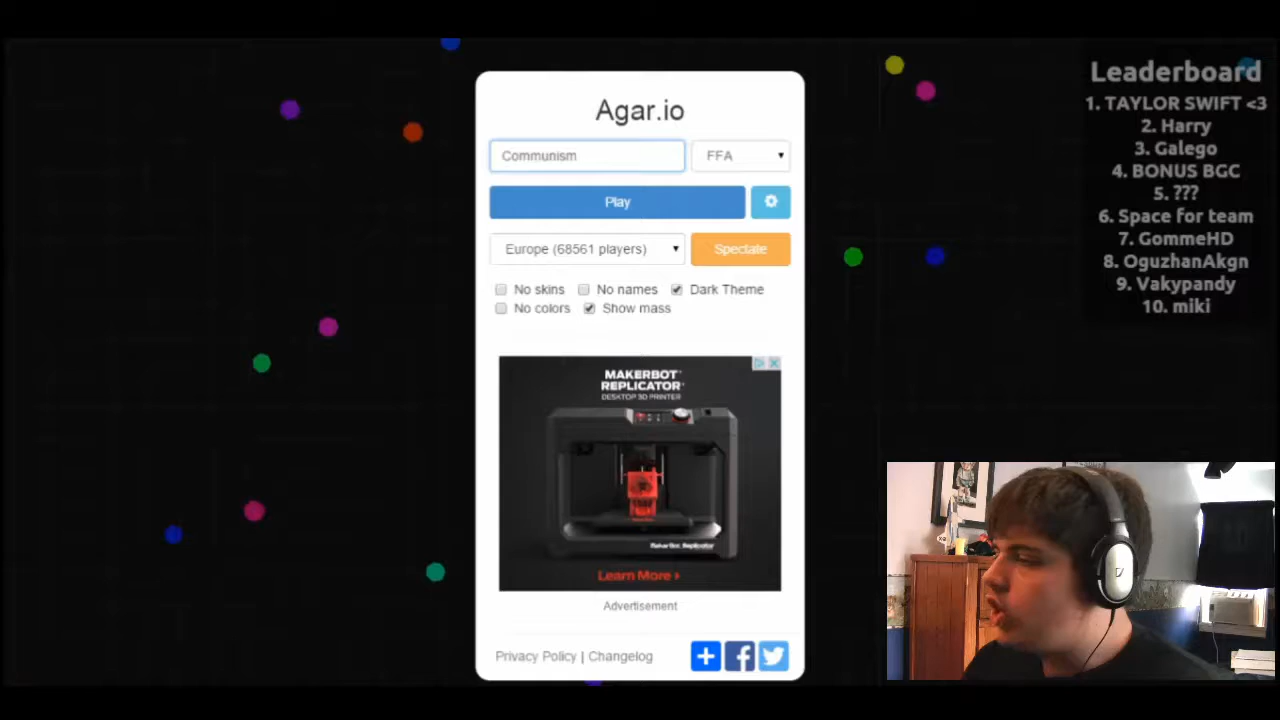 Leaderboard
1. TAYLOR SWIFT <3
2. Harry
3. Galego
4. BONUS BGC
5. ???
6. Space for team
7. GommeHD
8. OguzhanAkgn
9. Vakypandy
10. miki
Agar.io
Communism
FFA
Play
Europe (68561 players)
Spectate
No skins
No names
Dark Theme
No colors
Show mass
MAKERBOT
REPLICATOR
DESKTOP 3D PRINTER
MakerBot Replicator
Learn More >
Advertisement
Privacy Policy | Changelog